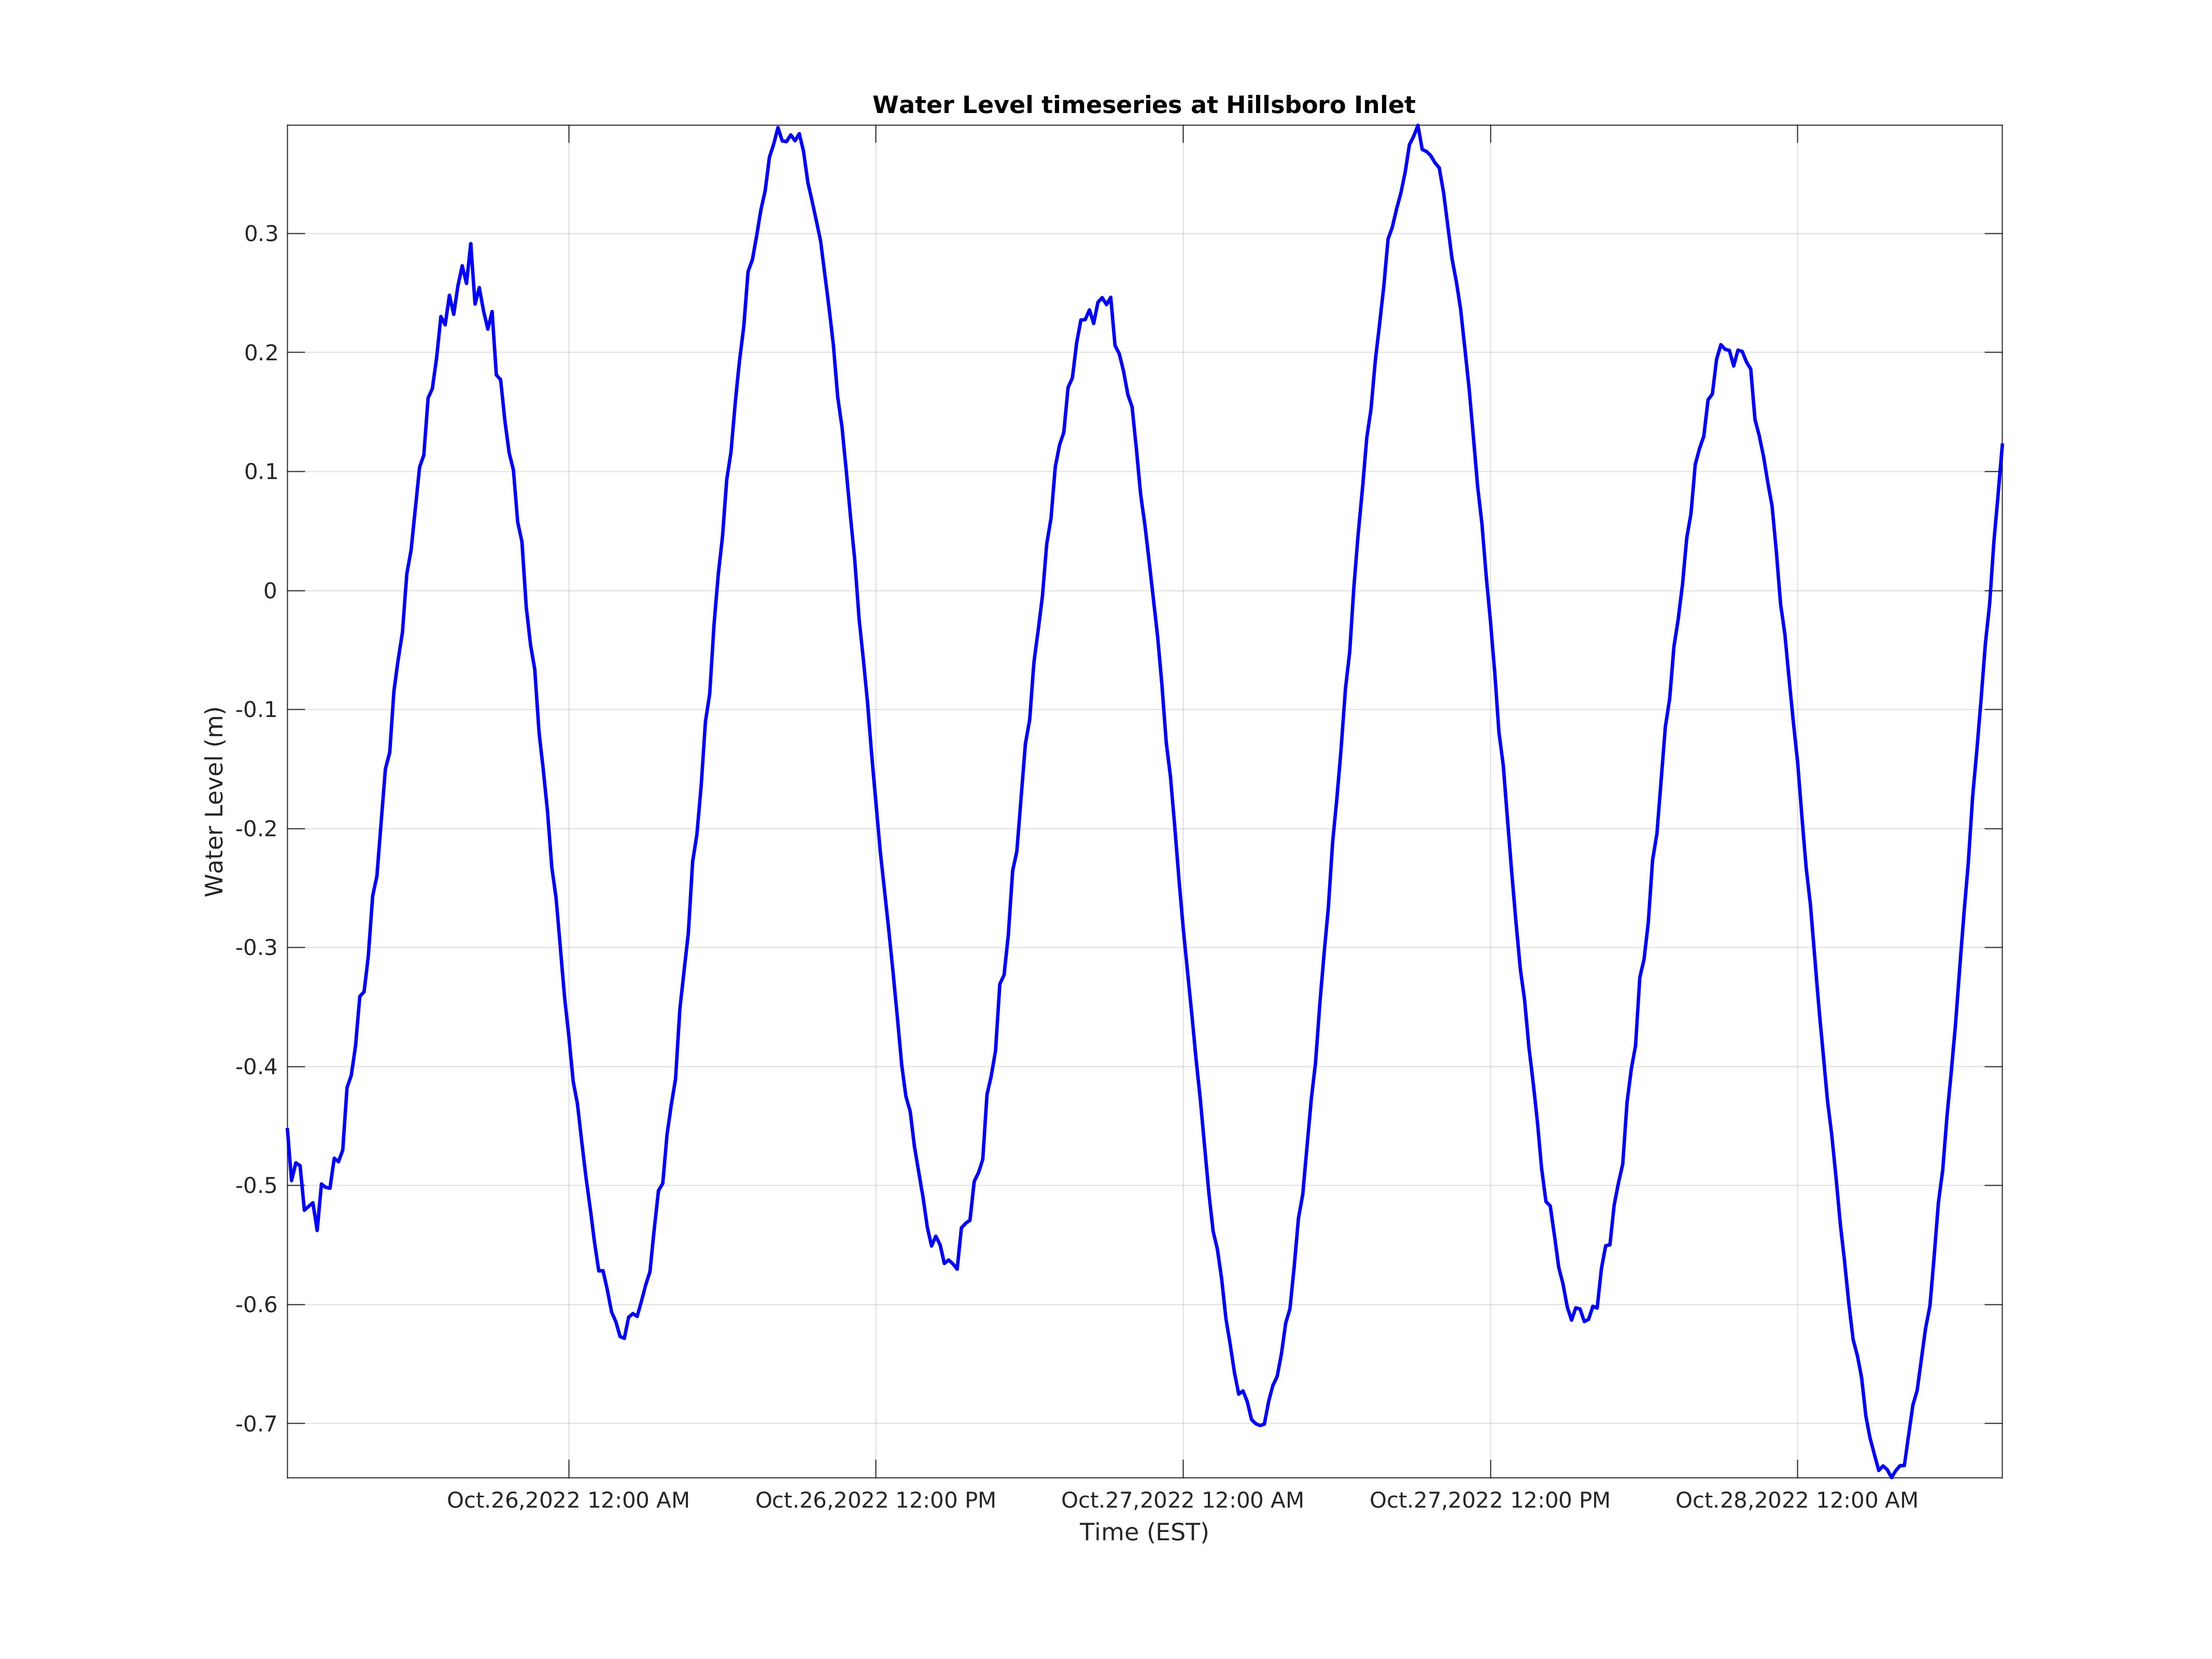 Water Level timeseries at Hillsboro Inlet
0.3
0.2
0.1
0
-0.1
-0.2
-0.3
-0.4
-0.5
-0.6
-0.7
Water Level (m)
Oct.26,2022 12:00 AM
Oct.26,2022 12:00 PM
Oct.27,2022 12:00 AM
Oct.27,2022 12:00 PM
Oct.28,2022 12:00 AM
Time (EST)